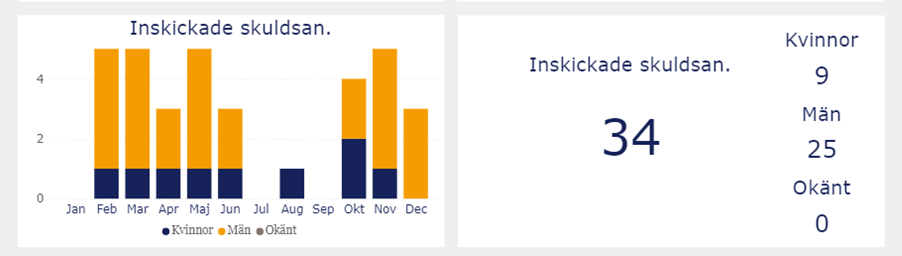 Inskickade skuldsan.
4
2
0
Jan Feb Mar Apr Maj Jun Jul Aug Sep Okt Nov Dec
Kvinnor Män Okänt
Inskickade skuldsan.
34
Kvinnor
9
Män
25
Okänt
0